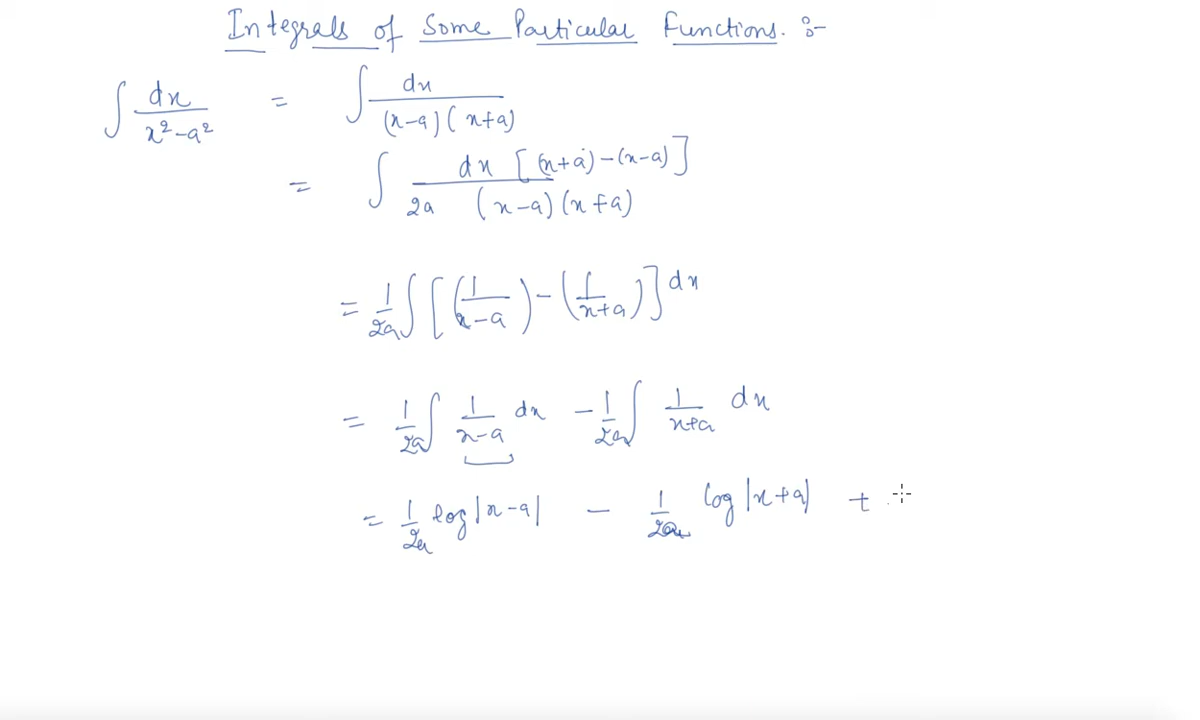 Integrals of Some Particular Functions. :-
∫ dx/(x²-a²) = ∫ dx/((x-a)(x+a))
= ∫ dx [(x+a)-(x-a)]/(2a (x-a)(x+a))
= 1/2a ∫ [(1/(x-a)) - (1/(x+a))] dx
= 1/2a ∫ 1/(x-a) dx - 1/2a ∫ 1/(x+a) dx
= 1/2a log|x-a| - 1/2a log|x+a| +